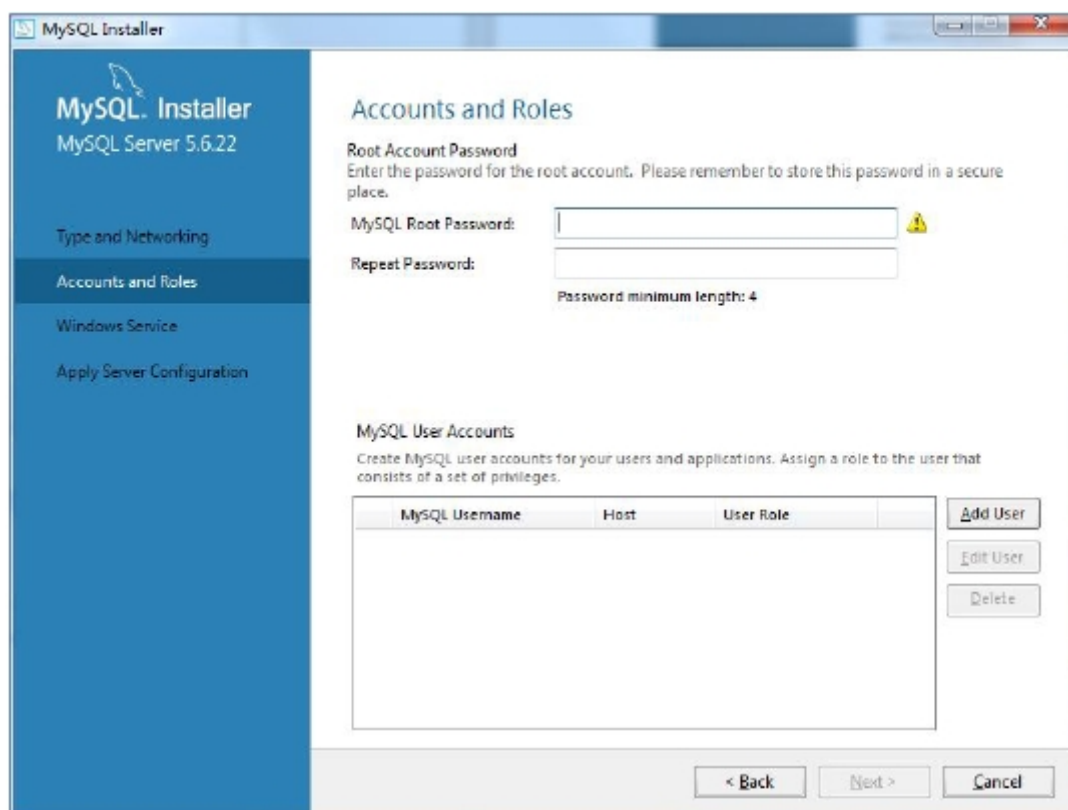 MySQL Installer
MySQL. Installer
MySQL Server 5.6.22
Type and Networking
Accounts and Roles
Windows Service
Apply Server Configuration
Accounts and Roles
Root Account Password
Enter the password for the root account. Please remember to store this password in a secure
place.
MySQL Root Password:
Repeat Password:
Password minimum length: 4
MySQL User Accounts
Create MySQL user accounts for your users and applications. Assign a role to the user that
consists of a set of privileges.
MySQL Username Host User Role
Add User
Edit User
Delete
< Back Next > Cancel